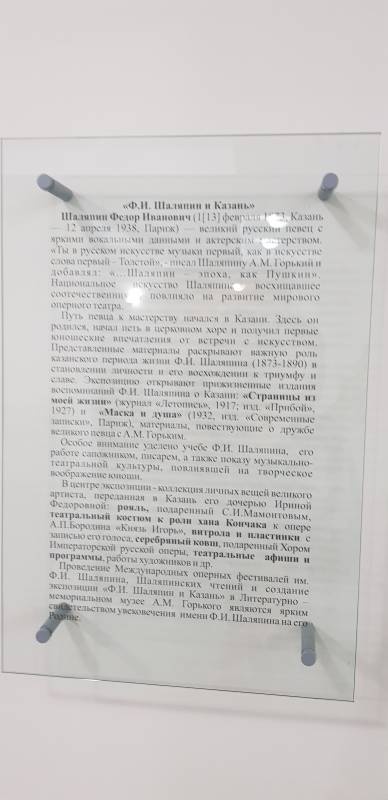 «Ф.И. Шаляпин и Казань»
Шаляпин Федор Иванович (1[13] февраля 1873, Казань
— 12 апреля 1938, Париж) — великий русский певец с
яркими вокальными данными и актерским мастерством.
«Ты в русском искусстве музыки первый, как в искусстве
слова первый – Толстой», - писал Шаляпину А.М. Горький и
добавлял: «…Шаляпин – эпоха, как Пушкин».
Национальное искусство Шаляпина, восхищавшее
соотечественников, повлияло на развитие мирового
оперного театра.
Путь певца к мастерству начался в Казани. Здесь он
родился, начал петь в церковном хоре и получил первые
юношеские впечатления от встречи с искусством.
Представленные материалы раскрывают важную роль
казанского периода жизни Ф.И. Шаляпина (1873-1890) в
становлении личности и его восхождению к триумфу и
славе. Экспозицию открывают прижизненные издания
воспоминаний Ф.И. Шаляпина о Казани: «Страницы из
моей жизни» (журнал «Летопись», 1917; изд. «Прибой»,
1927) и «Маска и душа» (1932, изд. «Современные
записки», Париж), материалы, повествующие о дружбе
великого певца с А.М. Горьким.
Особое внимание уделено учебе Ф.И. Шаляпина, его
работе сапожником, писарем, а также показу музыкально-
театральной культуры, повлиявшей на творческое
воображение юноши.
В центре экспозиции - коллекция личных вещей великого
артиста, переданная в Казань его дочерью Ириной
Федоровной: рояль, подаренный С.И.Мамонтовым,
театральный костюм к роли хана Кончака к опере
А.П.Бородина «Князь Игорь», витрола и пластинки с
записью его голоса, серебряный ковш, подаренный Хором
Императорской русской оперы, театральные афиши и
программы, работы художников и др.
Проведение Международных оперных фестивалей им.
Ф.И. Шаляпина, Шаляпинских чтений и создание
экспозиции «Ф.И. Шаляпин и Казань» в Литературно –
мемориальном музее А.М. Горького являются ярким
свидетельством увековечения имени Ф.И. Шаляпина на его
Родине.